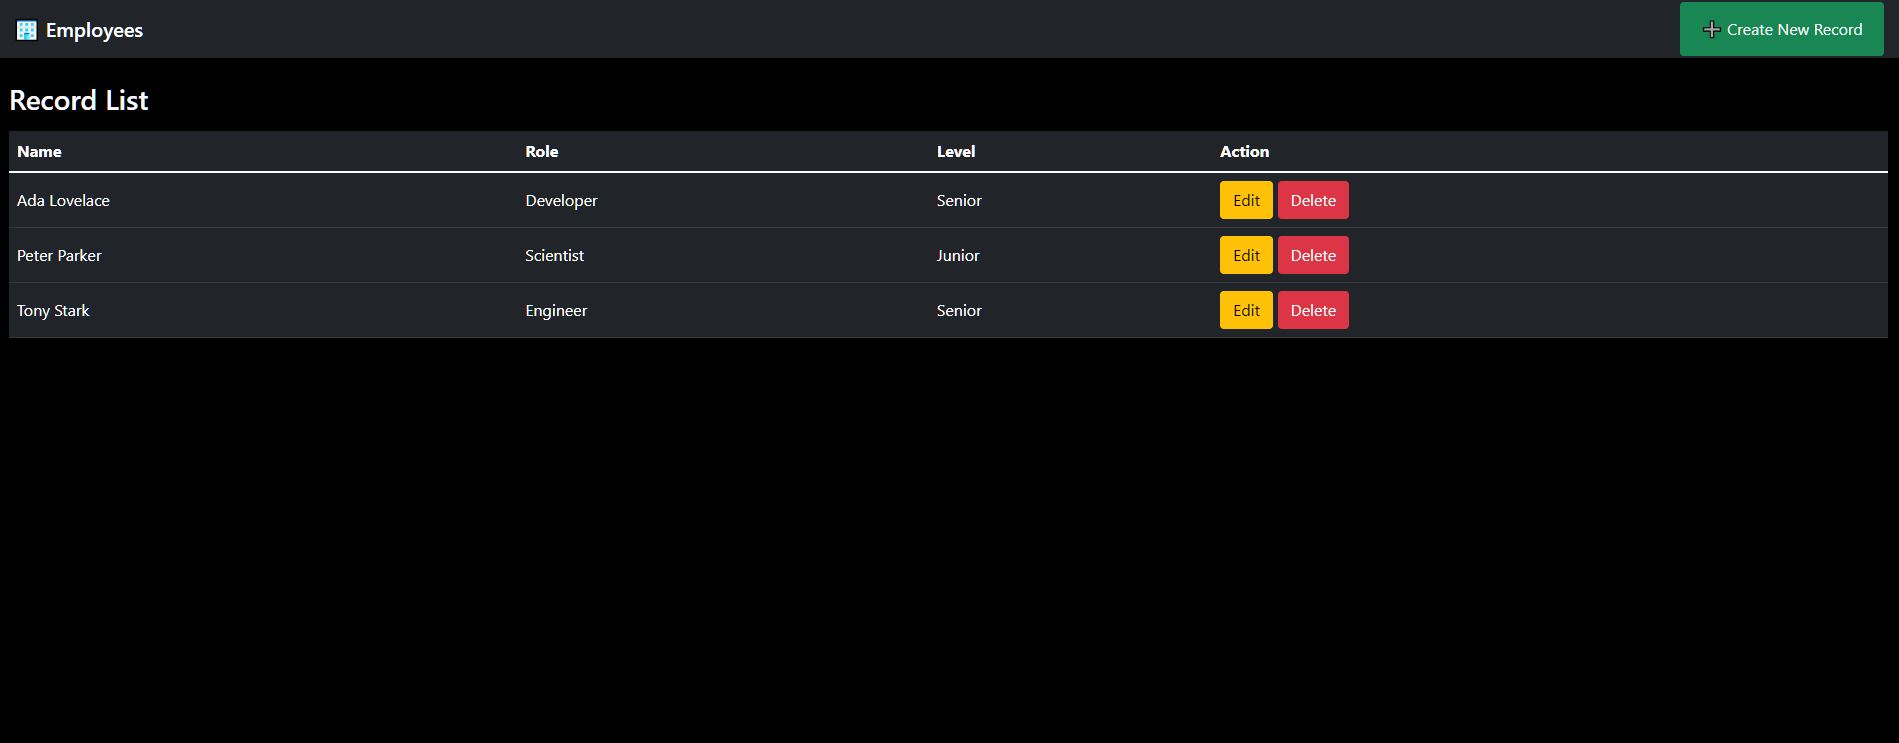 🏢 Employees ➕ Create New Record
Record List
Name Role Level Action
Ada Lovelace Developer Senior Edit Delete
Peter Parker Scientist Junior Edit Delete
Tony Stark Engineer Senior Edit Delete